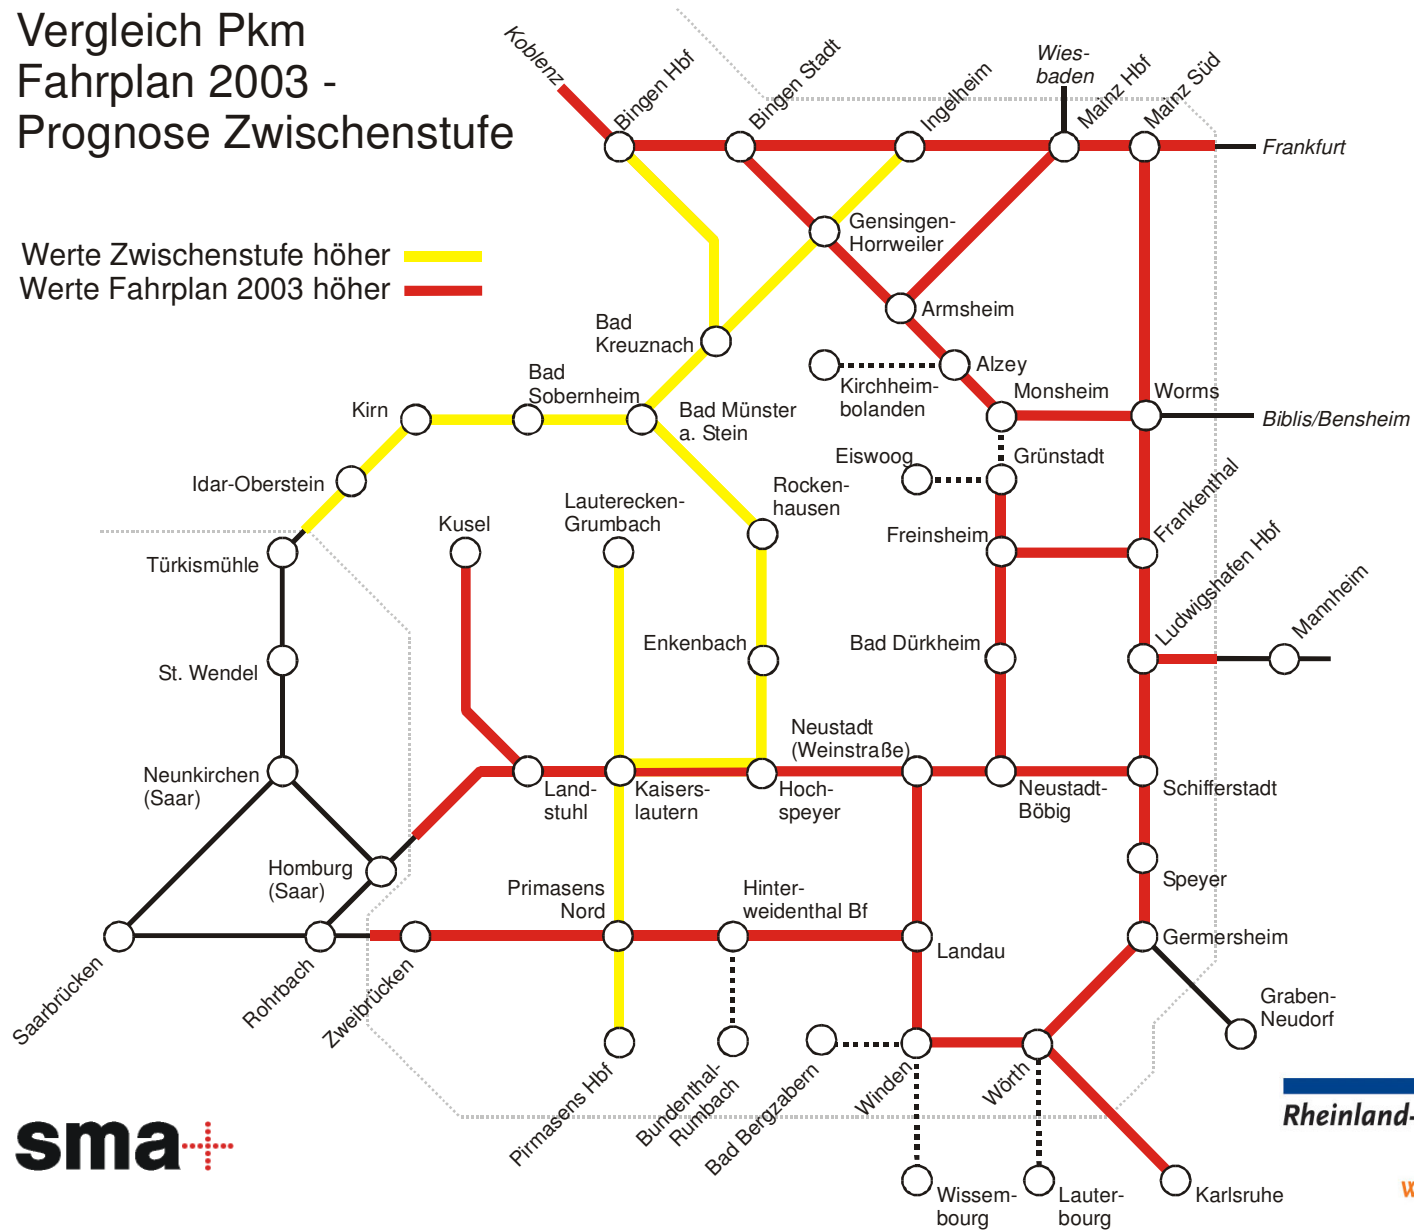 Vergleich Pkm
Fahrplan 2003 -
Prognose Zwischenstufe
Werte Zwischenstufe höher
Werte Fahrplan 2003 höher
Koblenz
Bingen Hbf
Bingen Stadt
Ingelheim
Wies-
baden
Mainz Hbf
Mainz Süd
Frankfurt
Gensingen-
Horrweiler
Armsheim
Bad
Kreuznach
Alzey
Kirchheim-
bolanden
Monsheim
Worms
Biblis/Bensheim
Bad
Sobernheim
Kirn
Bad Münster
a. Stein
Eiswoog
Grünstadt
Idar-Oberstein
Lauterecken-
Grumbach
Rocken-
hausen
Kusel
Freinsheim
Frankenthal
Türkismühle
Ludwigshafen Hbf
Mannheim
Enkenbach
Bad Dürkheim
St. Wendel
Neustadt
(Weinstraße)
Neunkirchen
(Saar)
Land-
stuhl
Kaisers-
lautern
Hoch-
speyer
Neustadt-
Böbig
Schifferstadt
Homburg
(Saar)
Primasens
Nord
Hinter-
weidenthal Bf
Speyer
Landau
Germersheim
Saarbrücken
Rohrbach
Zweibrücken
Graben-
Neudorf
Pirmasens Hbf
Bundenthal-
Rumbach
Bad Bergzabern
Winden
Wörth
Wissem-
bourg
Lauter-
bourg
Karlsruhe
sma
Rheinland-
w